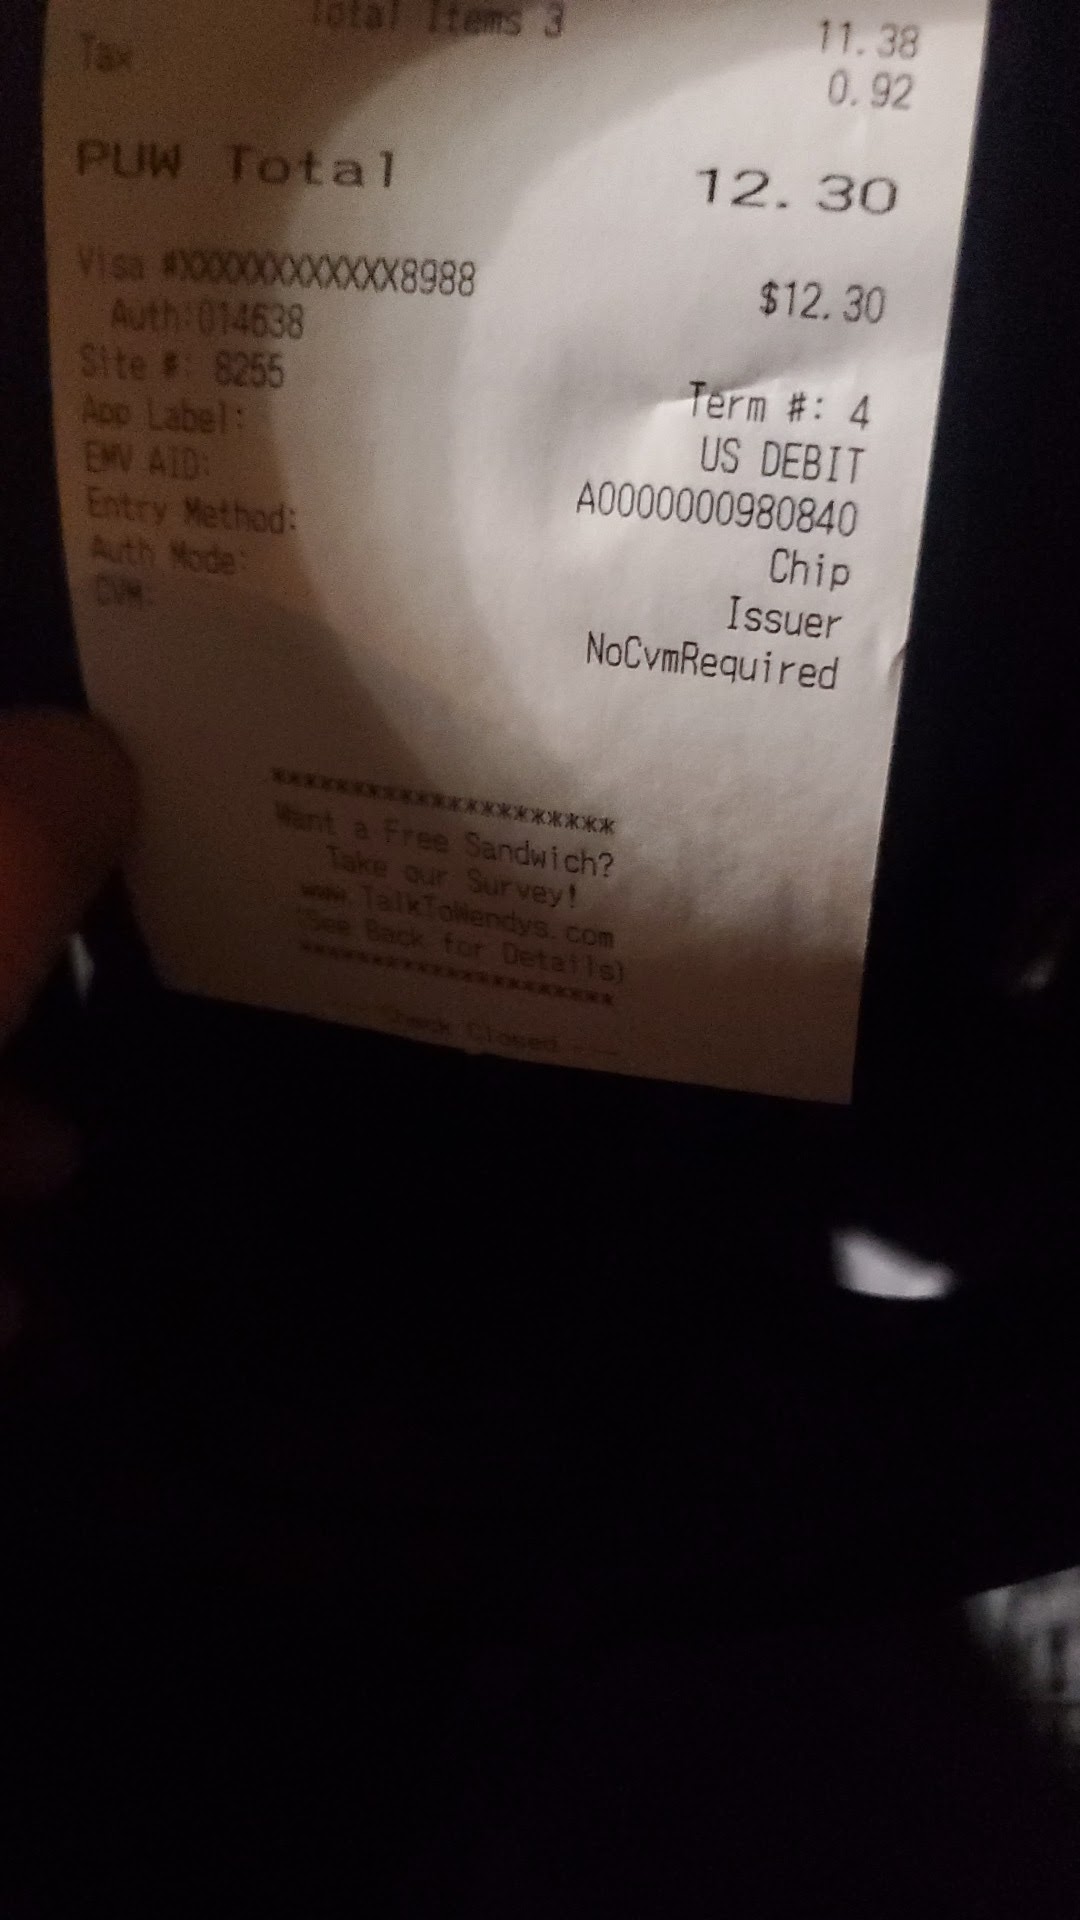 Total Items 3 11.38
Tax 0.92
PUW Total 12.30
Visa #XXXXXXXXXXXX8988 $12.30
Auth:014638
Site #: 8255 Term #: 4
App Label: US DEBIT
EMV AID: A0000000980840
Entry Method: Chip
Auth Mode: Issuer
CVM: NoCvmRequired
********************
Want a Free Sandwich?
Take our Survey!
www.TalkToWendys.com
(See Back for Details)
********************
Check Closed ---